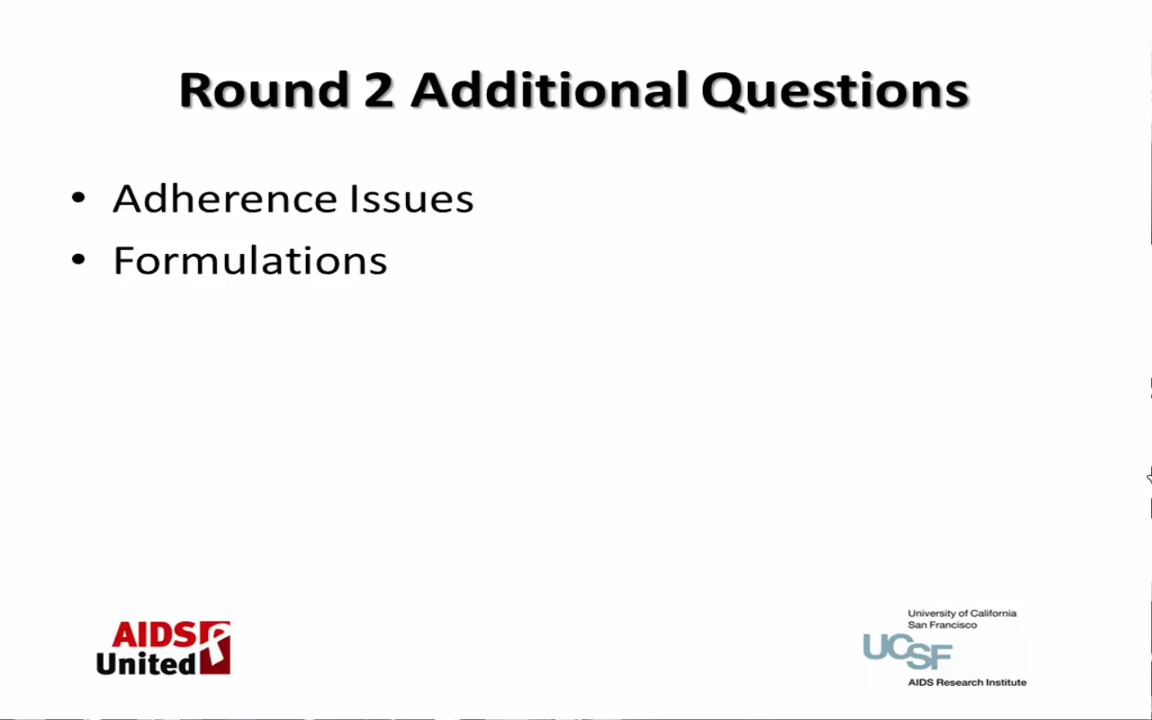 Round 2 Additional Questions
• Adherence Issues
• Formulations
AIDS
United
University of California
San Francisco
UCSF
AIDS Research Institute